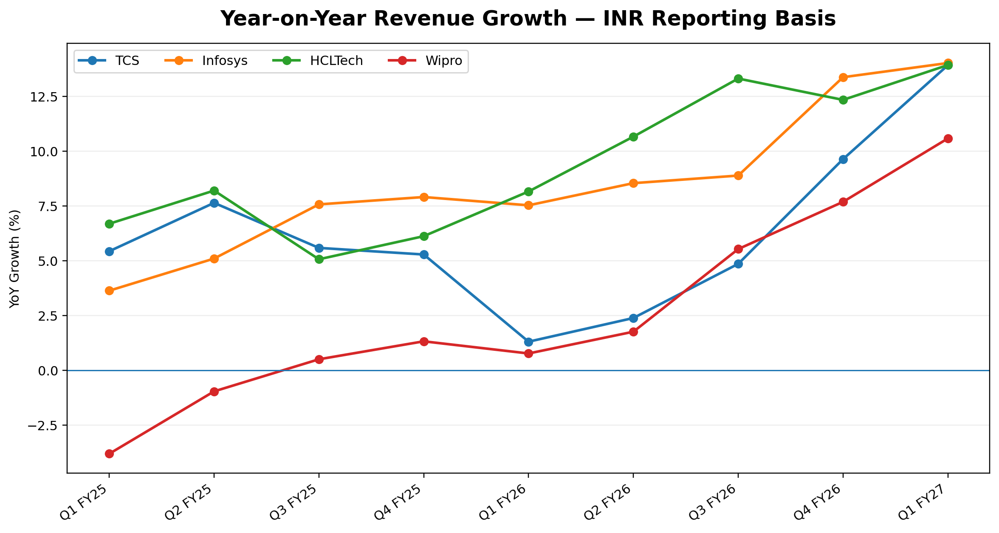 Year-on-Year Revenue Growth — INR Reporting Basis
TCS Infosys HCLTech Wipro
YoY Growth (%)
12.5
10.0
7.5
5.0
2.5
0.0
−2.5
Q1 FY25 Q2 FY25 Q3 FY25 Q4 FY25 Q1 FY26 Q2 FY26 Q3 FY26 Q4 FY26 Q1 FY27